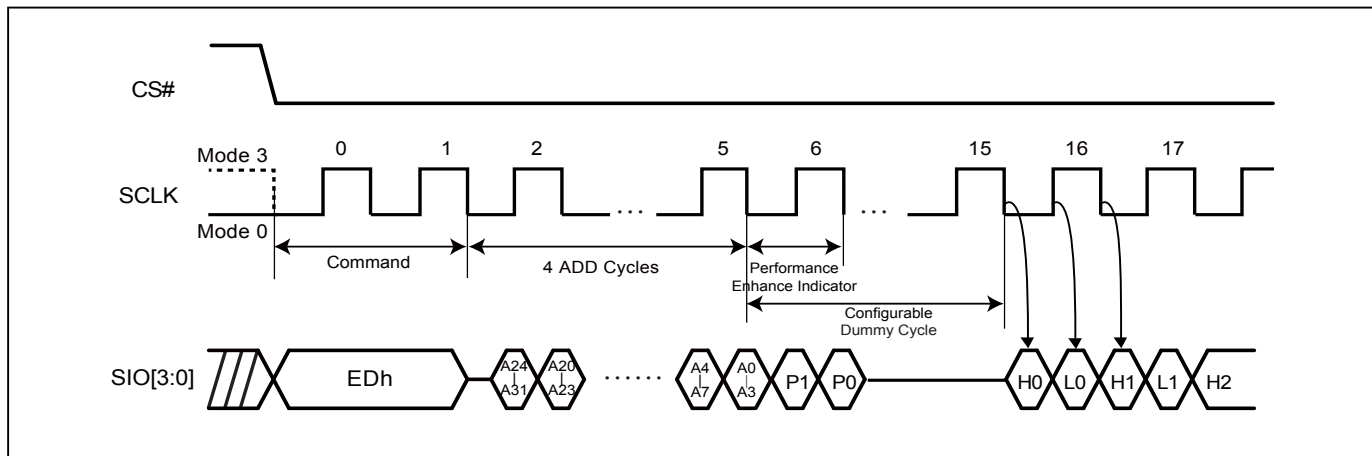 CS#
Mode 3
SCLK
Mode 0
0 1 2 5 6 15 16 17
... ...
Command
4 ADD Cycles
Performance
Enhance Indicator
Configurable
Dummy Cycle
SIO[3:0]
EDh
A24
|
A31
A20
|
A23
......
A4
|
A7
A0
|
A3
P1
P0
H0
L0
H1
L1
H2